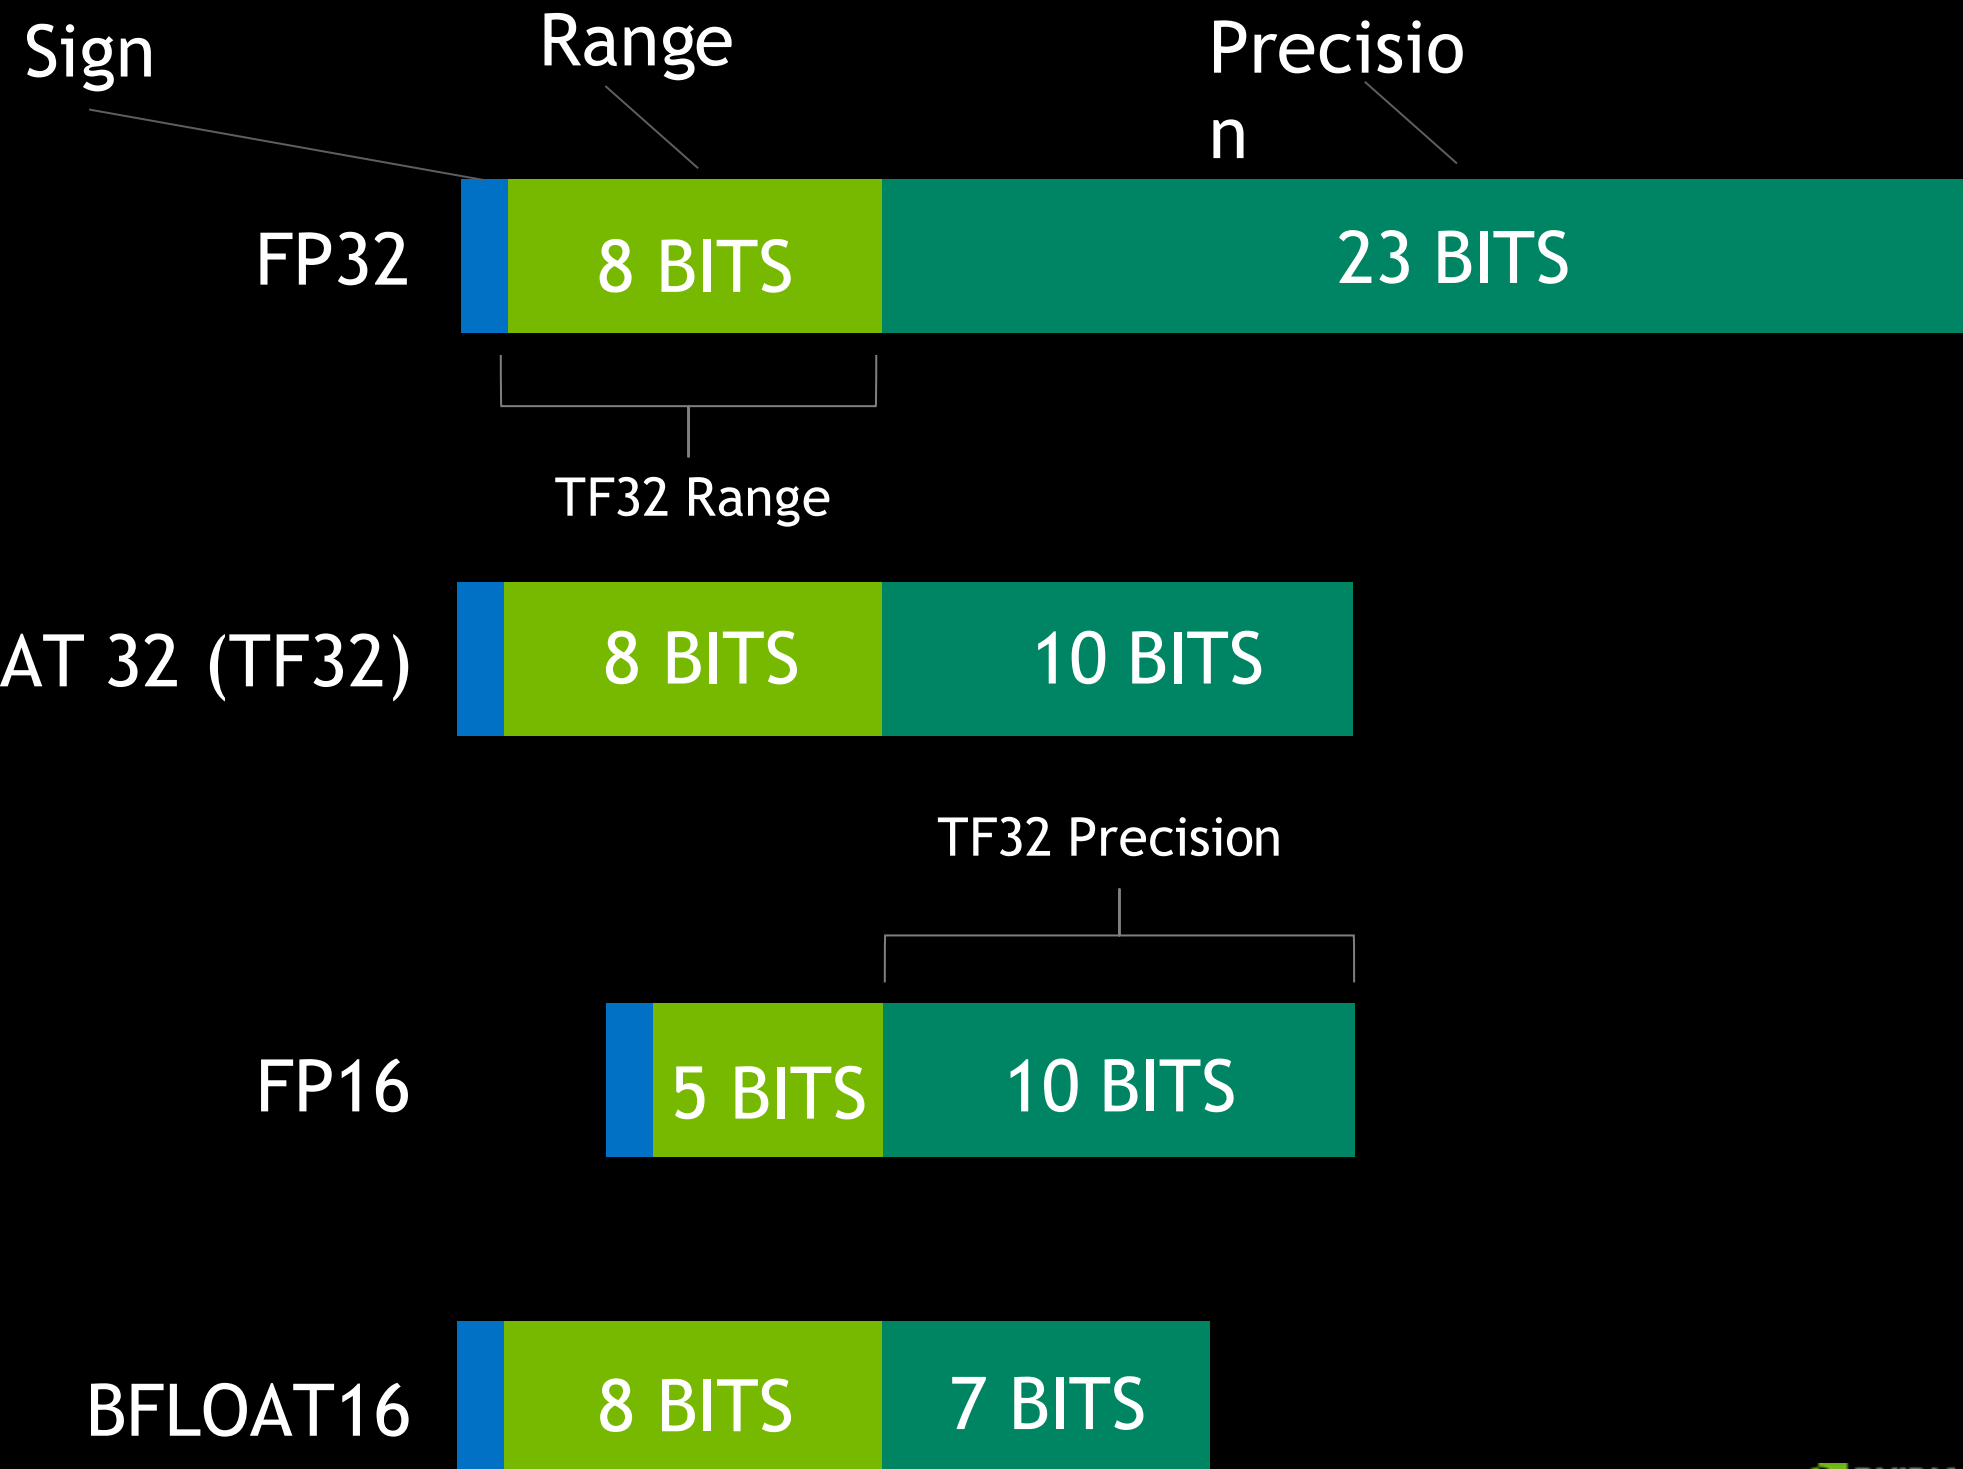 Sign
Range
Precisio
n
FP32
8 BITS
23 BITS
TF32 Range
AT 32 (TF32)
8 BITS
10 BITS
TF32 Precision
FP16
5 BITS
10 BITS
BFLOAT16
8 BITS
7 BITS